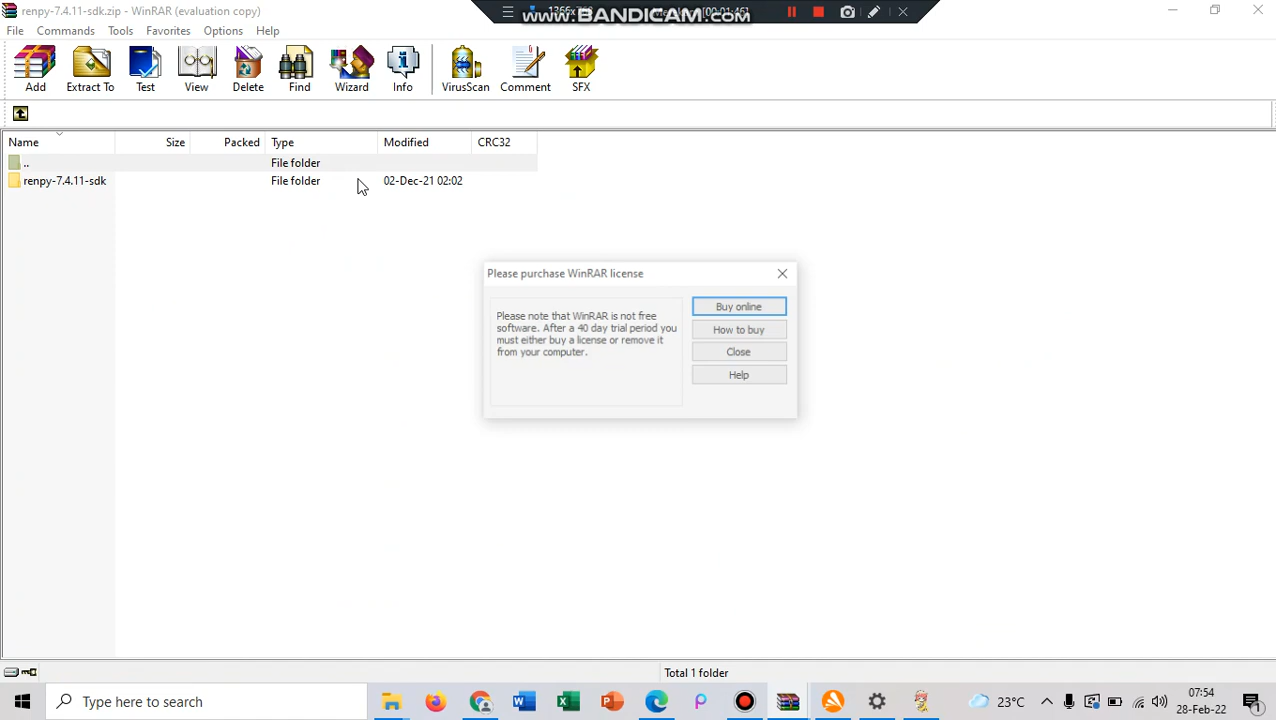 renpy-7.4.11-sdk.zip - WinRAR (evaluation copy)
www.BANDICAM.com
File Commands Tools Favorites Options Help
Add Extract To Test View Delete Find Wizard Info VirusScan Comment SFX
Name Size Packed Type Modified CRC32
.. File folder
renpy-7.4.11-sdk File folder 02-Dec-21 02:02
Please purchase WinRAR license
Please note that WinRAR is not free
software. After a 40 day trial period you
must either buy a license or remove it
from your computer.
Buy online
How to buy
Close
Help
Total 1 folder
Type here to search
23°C
07:54
28-Feb-22